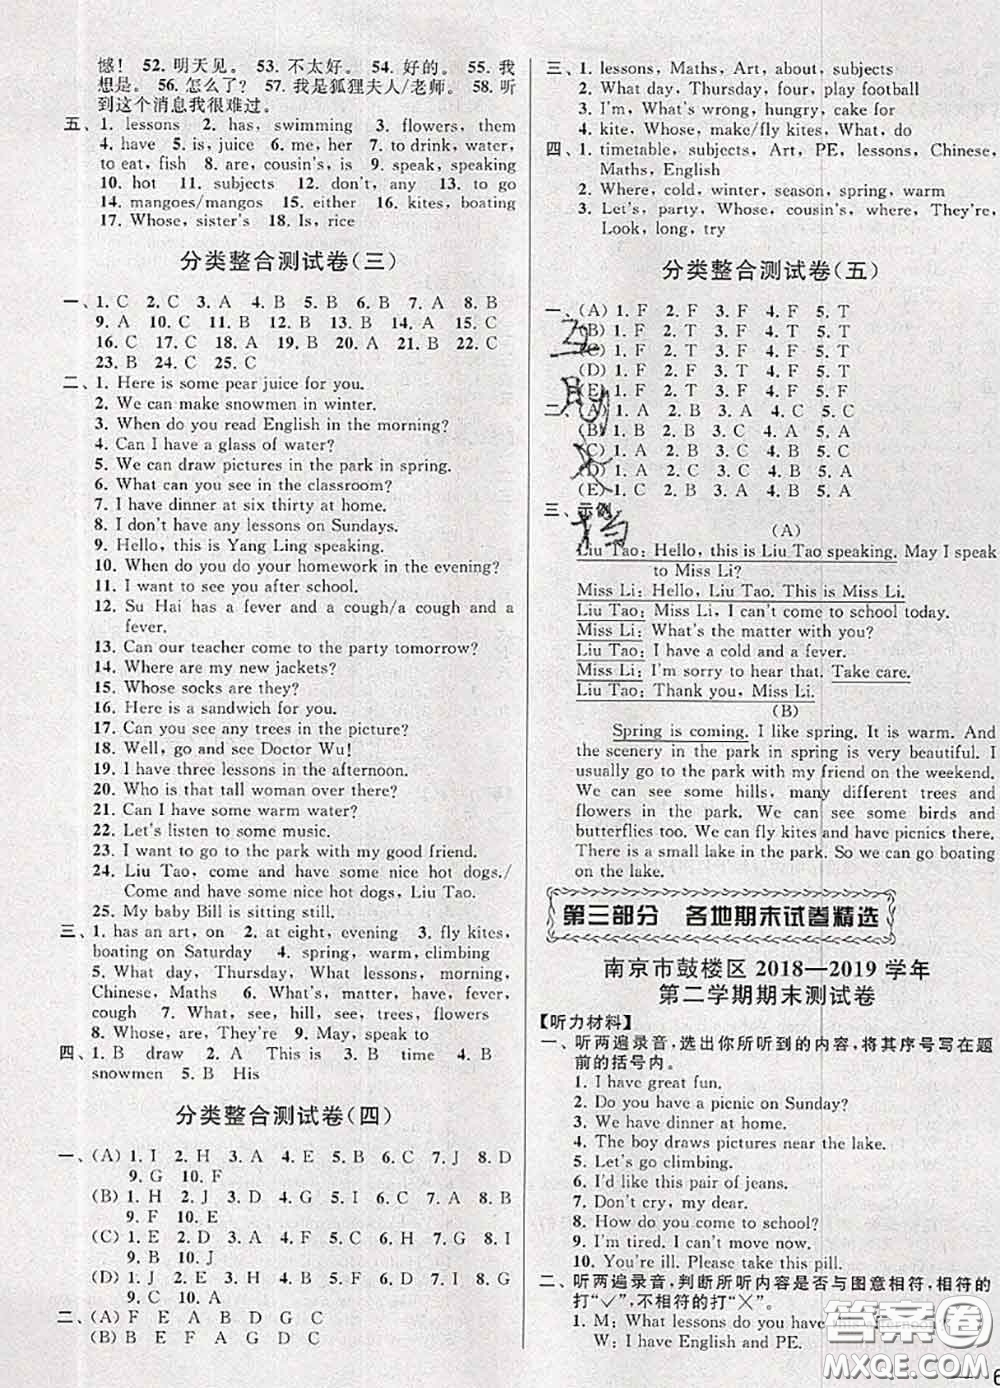 憾！ 52. 明天见。 53. 不太好。 54. 好的。 55. 我
想是。 56. 怎么了？ 57. 我是狐狸夫人/老师。 58. 听
到这个消息我很难过。
五、1. lessons 2. has, swimming 3. flowers, them
4. have 5. is, juice 6. me, her 7. to drink, water,
to eat, fish 8. are, cousin's, is 9. speak, speaking
10. hot 11. subjects 12. don't, any 13. to go
14. mangoes/mangos 15. either 16. kites, boating
17. Whose, sister's 18. Is, rice
分类整合测试卷(三)
一、1. C 2. C 3. A 4. B 5. B 6. B 7. A 8. B
9. A 10. C 11. B 12. B 13. B 14. A 15. C
16. C 17. C 18. A 19. A 20. A 21. B 22. B
23. B 24. C 25. C
二、1. Here is some pear juice for you.
2. We can make snowmen in winter.
3. When do you read English in the morning?
4. Can I have a glass of water?
5. We can draw pictures in the park in spring.
6. What can you see in the classroom?
7. I have dinner at six thirty at home.
8. I don't have any lessons on Sundays.
9. Hello, this is Yang Ling speaking.
10. When do you do your homework in the evening?
11. I want to see you after school.
12. Su Hai has a fever and a cough/a cough and a
fever.
13. Can our teacher come to the party tomorrow?
14. Where are my new jackets?
15. Whose socks are they?
16. Here is a sandwich for you.
17. Can you see any trees in the picture?
18. Well, go and see Doctor Wu!
19. I have three lessons in the afternoon.
20. Who is that tall woman over there?
21. Can I have some warm water?
22. Let's listen to some music.
23. I want to go to the park with my good friend.
24. Liu Tao, come and have some nice hot dogs./
Come and have some nice hot dogs, Liu Tao.
25. My baby Bill is sitting still.
三、1. has, an art, on 2. at eight, evening 3. fly kites,
boating on Saturday 4. spring, warm, climbing
5. What, does, want, to, eat 6. Monday, morning,
Chinese, Maths 6. What's, matter, has, fever,
and, cough 7. What, see, hill, see, trees, flowers
8. Whose, are, They're 9. May, speak to
四、1. B draw 2. A This is 3. B time 4. B
snowmen 5. B His
分类整合测试卷(四)
一、(A) 1. I 2. H 3. A 4. E 5. B 6. C 7. J 8. D
9. G 10. F
(B) 1. H 2. J 3. D 4. G 5. I 6. C 7. A 8. B
9. F 10. E
(C) 1. E 2. D 3. A 4. C 5. H 6. F 7. G 8. I
9. B 10. J
(D) 1. J 2. E 3. D 4. C 5. G 6. F 7. H 8. I
9. B 10. A
二、(A) F E A B D G C
(B) B E F A G D C
三、1. lessons, Maths, Art, about, subjects
2. What day, Thursday, four, play football
3. I'm, What's wrong, hungry, cake for
4. kite, Whose, make/fly kites, What, do
四、1. timetable, subjects, Art, PE, lessons, Chinese,
Maths, English
2. Where, cold, winter, season, spring, warm
3. Let's, party, Whose, cousin's, where, They're,
Look, long, try
分类整合测试卷(五)
一、(A) 1. F 2. F 3. F 4. F 5. T
(B) 1. F 2. F 3. F 4. T 5. T
(C) 1. F 2. T 3. F 4. F 5. T
(D) 1. F 2. F 3. T 4. F 5. T
(E) 1. F 2. T 3. F 4. F 5. T
二、(A) 1. A 2. B 3. A 4. C 5. C
(B) 1. B 2. B 3. C 4. A 5. A
(C) 1. A 2. B 3. C 4. B 5. C
(D) 1. A 2. C 3. B 4. B 5. A
(E) 1. C 2. B 3. B 4. C 5. A
三、示例
(A)
Liu Tao: Hello, this is Liu Tao speaking. May I speak
to Miss Li?
Miss Li: Hello, Liu Tao. This is Miss Li.
Liu Tao: Miss Li, I can't come to school today.
Miss Li: What's the matter with you?
Liu Tao: I have a cold and a fever.
Miss Li: I'm sorry to hear that. Take care.
Liu Tao: Thank you, Miss Li.
(B)
Spring is coming. I like spring. It is warm. And
the scenery in the park in spring is very beautiful. I
usually go to the park with my friend on the weekend.
We can see some hills, many different trees and
flowers in the park. We can see some birds and
butterflies too. We can fly kites and have picnics there.
There is a small lake in the park. So we can go boating
on the lake.
第三部分 各地期末试卷精选
南京市鼓楼区 2018—2019 学年
第二学期期末测试卷
【听力材料】
一、听两遍录音，选出你所听到的内容，将其序号写在题
前的括号内。
1. I have great fun.
2. Do you have a picnic on Sunday?
3. We have dinner at home.
4. The boy draws pictures near the lake.
5. Let's go climbing.
6. I'd like this pair of jeans.
7. Don't cry, my dear.
8. How do you come to school?
9. I'm tired. I can't move now.
10. You're ill. Please take this pill.
二、听两遍录音，判断所听内容是否与图意相符，相符的
打“√”，不相符的打“×”。
1. M: What lessons do you have this afternoon?
W: I have English and PE.
互助文档
答案圈
MXQE.COM
6